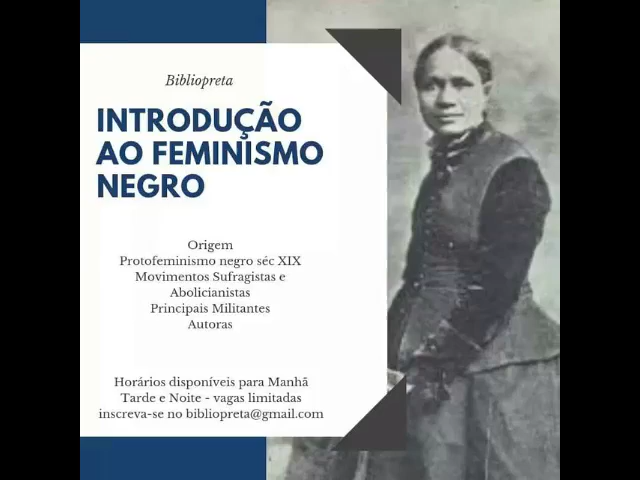 Bibliopreta
INTRODUÇÃO
AO FEMINISMO
NEGRO
Origem
Protofeminismo negro séc XIX
Movimentos Sufragistas e
Abolicianistas
Principais Militantes
Autoras
Horários disponíveis para Manhã
Tarde e Noite - vagas limitadas
inscreva-se no bibliopreta@gmail.com